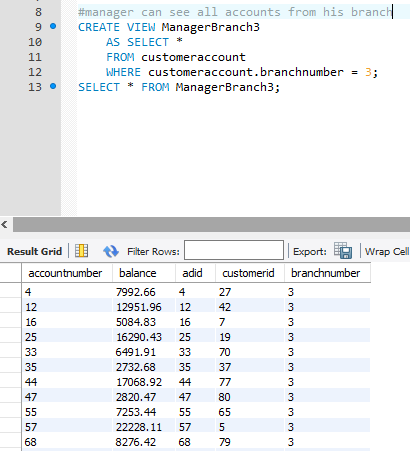 8 #manager can see all accounts from his branch
9 CREATE VIEW ManagerBranch3
10 AS SELECT *
11 FROM customeraccount
12 WHERE customeraccount.branchnumber = 3;
13 SELECT * FROM ManagerBranch3;
Result Grid Filter Rows: Export: Wrap Cell
accountnumber balance adid customerid branchnumber
4 7992.66 4 27 3
12 12951.96 12 42 3
16 5084.83 16 7 3
25 16290.43 25 19 3
33 6491.91 33 70 3
35 2732.68 35 37 3
44 17068.92 44 77 3
47 2820.47 47 80 3
55 7253.44 55 65 3
57 22228.11 57 5 3
68 8276.42 68 79 3